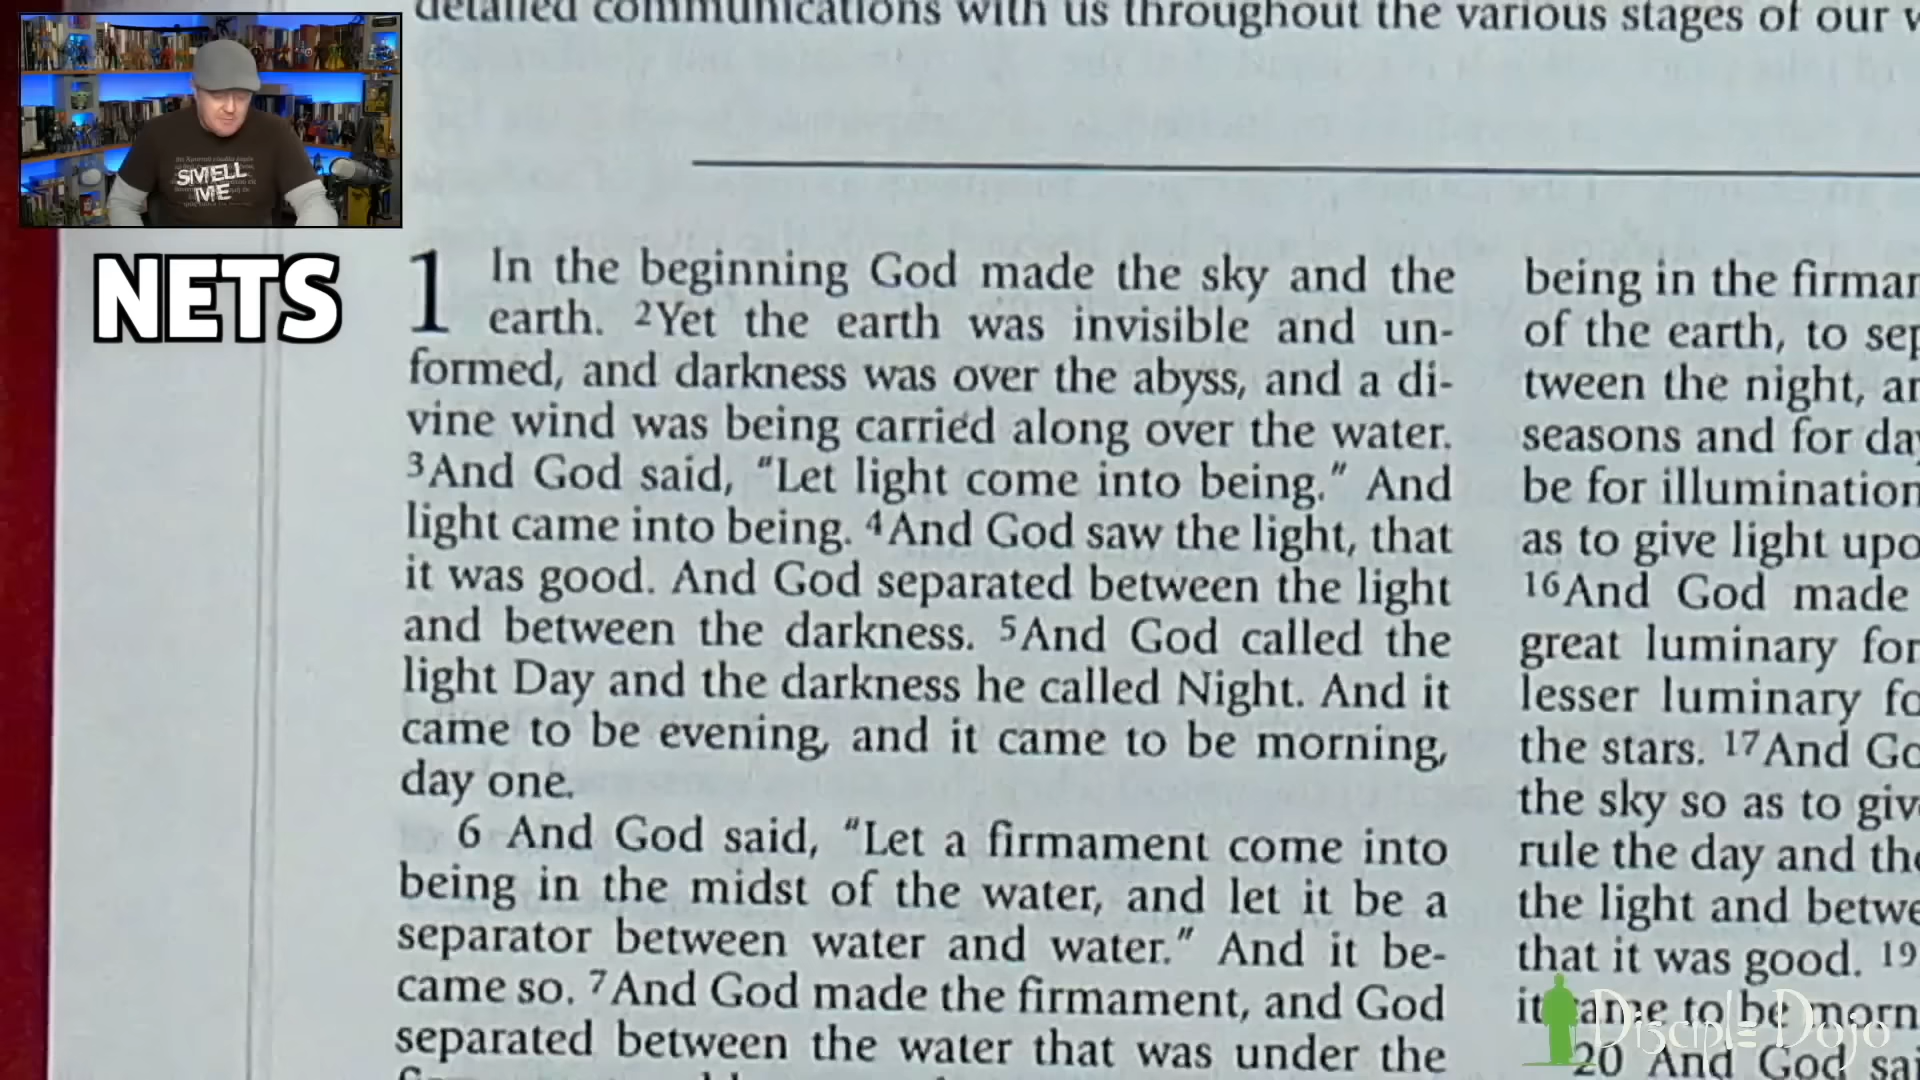 detailed communications with us throughout the various stages of our
SMELL
ME
NETS
1 In the beginning God made the sky and the
earth. 2Yet the earth was invisible and un-
formed, and darkness was over the abyss, and a di-
vine wind was being carried along over the water.
3And God said, “Let light come into being.” And
light came into being. 4And God saw the light, that
it was good. And God separated between the light
and between the darkness. 5And God called the
light Day and the darkness he called Night. And it
came to be evening, and it came to be morning,
day one.
6 And God said, “Let a firmament come into
being in the midst of the water, and let it be a
separator between water and water.” And it be-
came so. 7And God made the firmament, and God
separated between the water that was under the
being in the
of the earth, to
tween the night,
seasons and for
be for illumination
as to give light
16And God made
great luminary for
lesser luminary
the stars. 17And
the sky so as to
rule the day and
the light and
that it was good. 19
it came to be
20 And God
Disciple Dojo